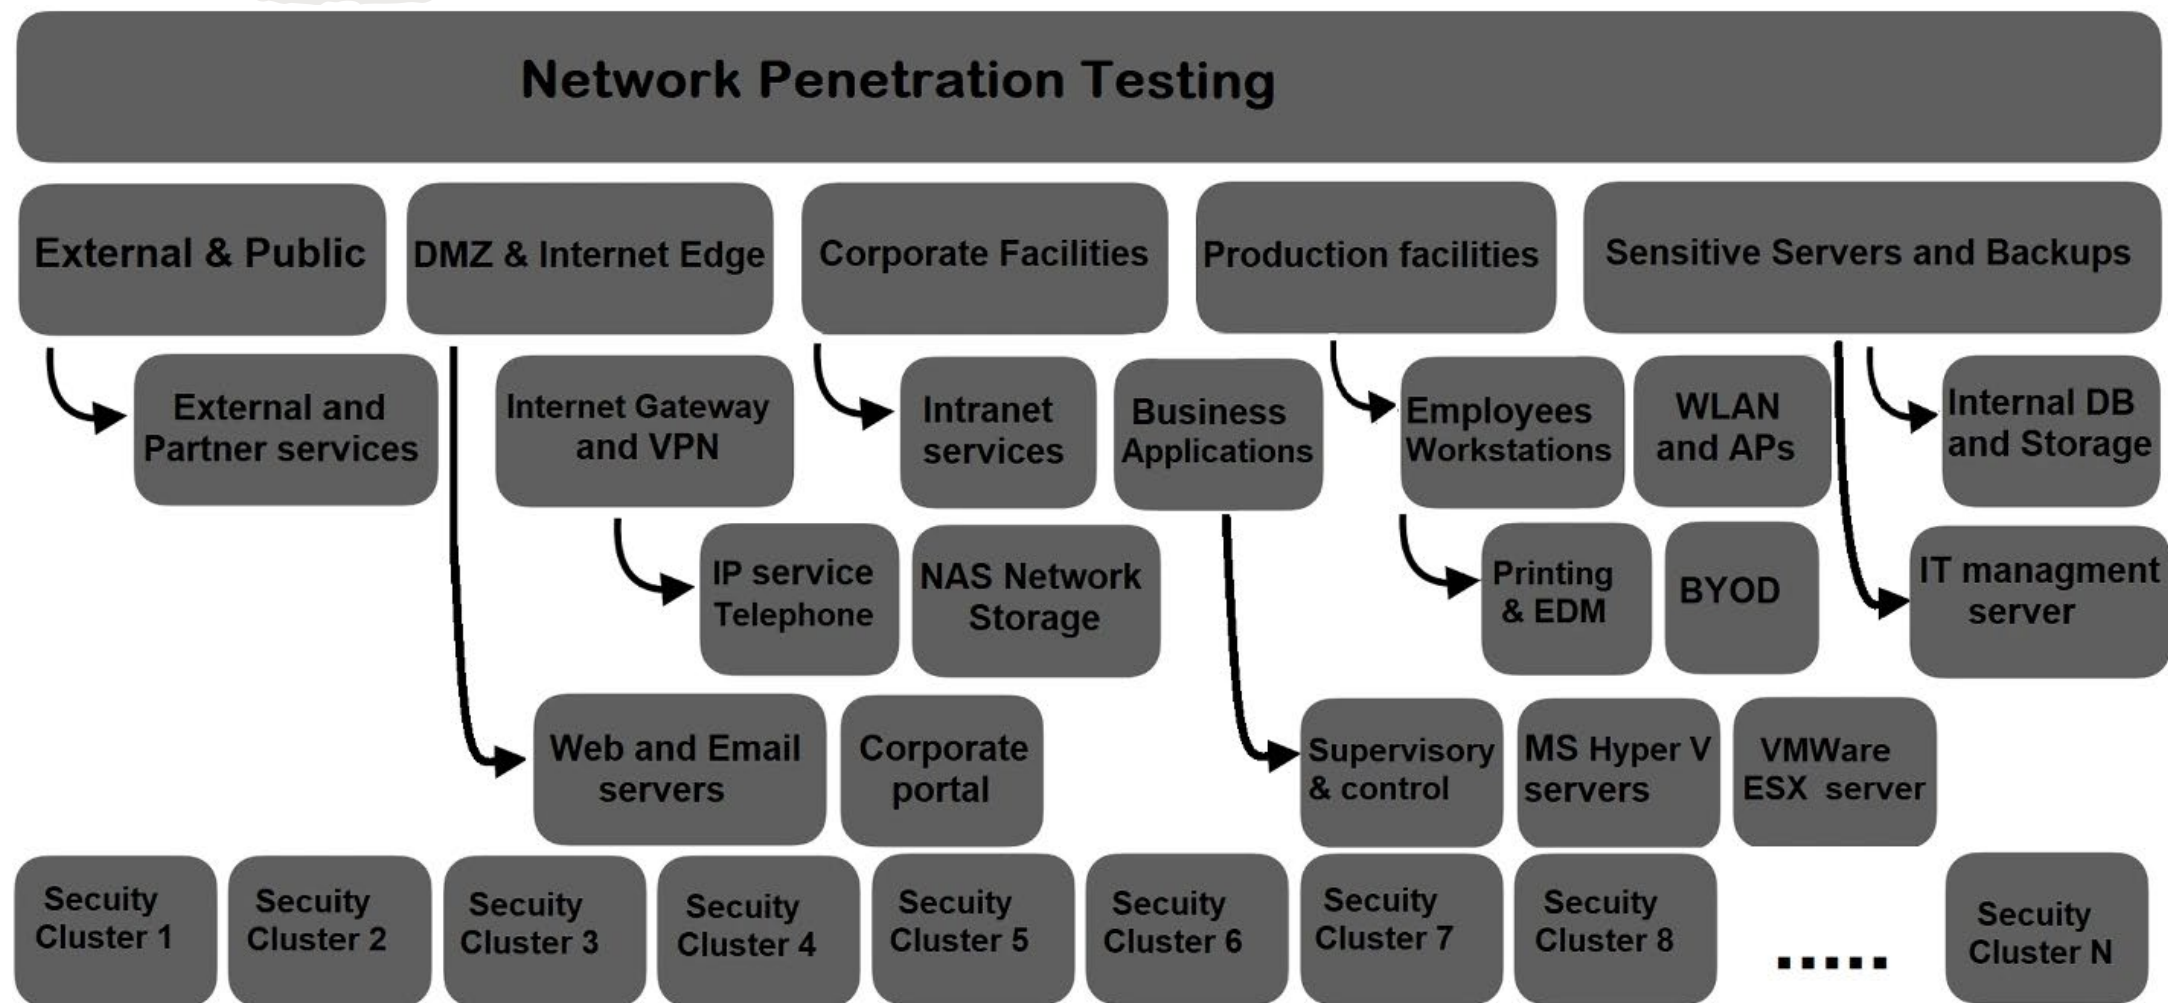 Network Penetration Testing
External & Public
DMZ & Internet Edge
Corporate Facilities
Production facilities
Sensitive Servers and Backups
External and
Partner services
Internet Gateway
and VPN
Intranet
services
Business
Applications
Employees
Workstations
WLAN
and APs
Internal DB
and Storage
IP service
Telephone
NAS Network
Storage
Printing
& EDM
BYOD
IT managment
server
Web and Email
servers
Corporate
portal
Supervisory
& control
MS Hyper V
servers
VMWare
ESX server
Secuity
Cluster 1
Secuity
Cluster 2
Secuity
Cluster 3
Secuity
Cluster 4
Secuity
Cluster 5
Secuity
Cluster 6
Secuity
Cluster 7
Secuity
Cluster 8
.....
Secuity
Cluster N